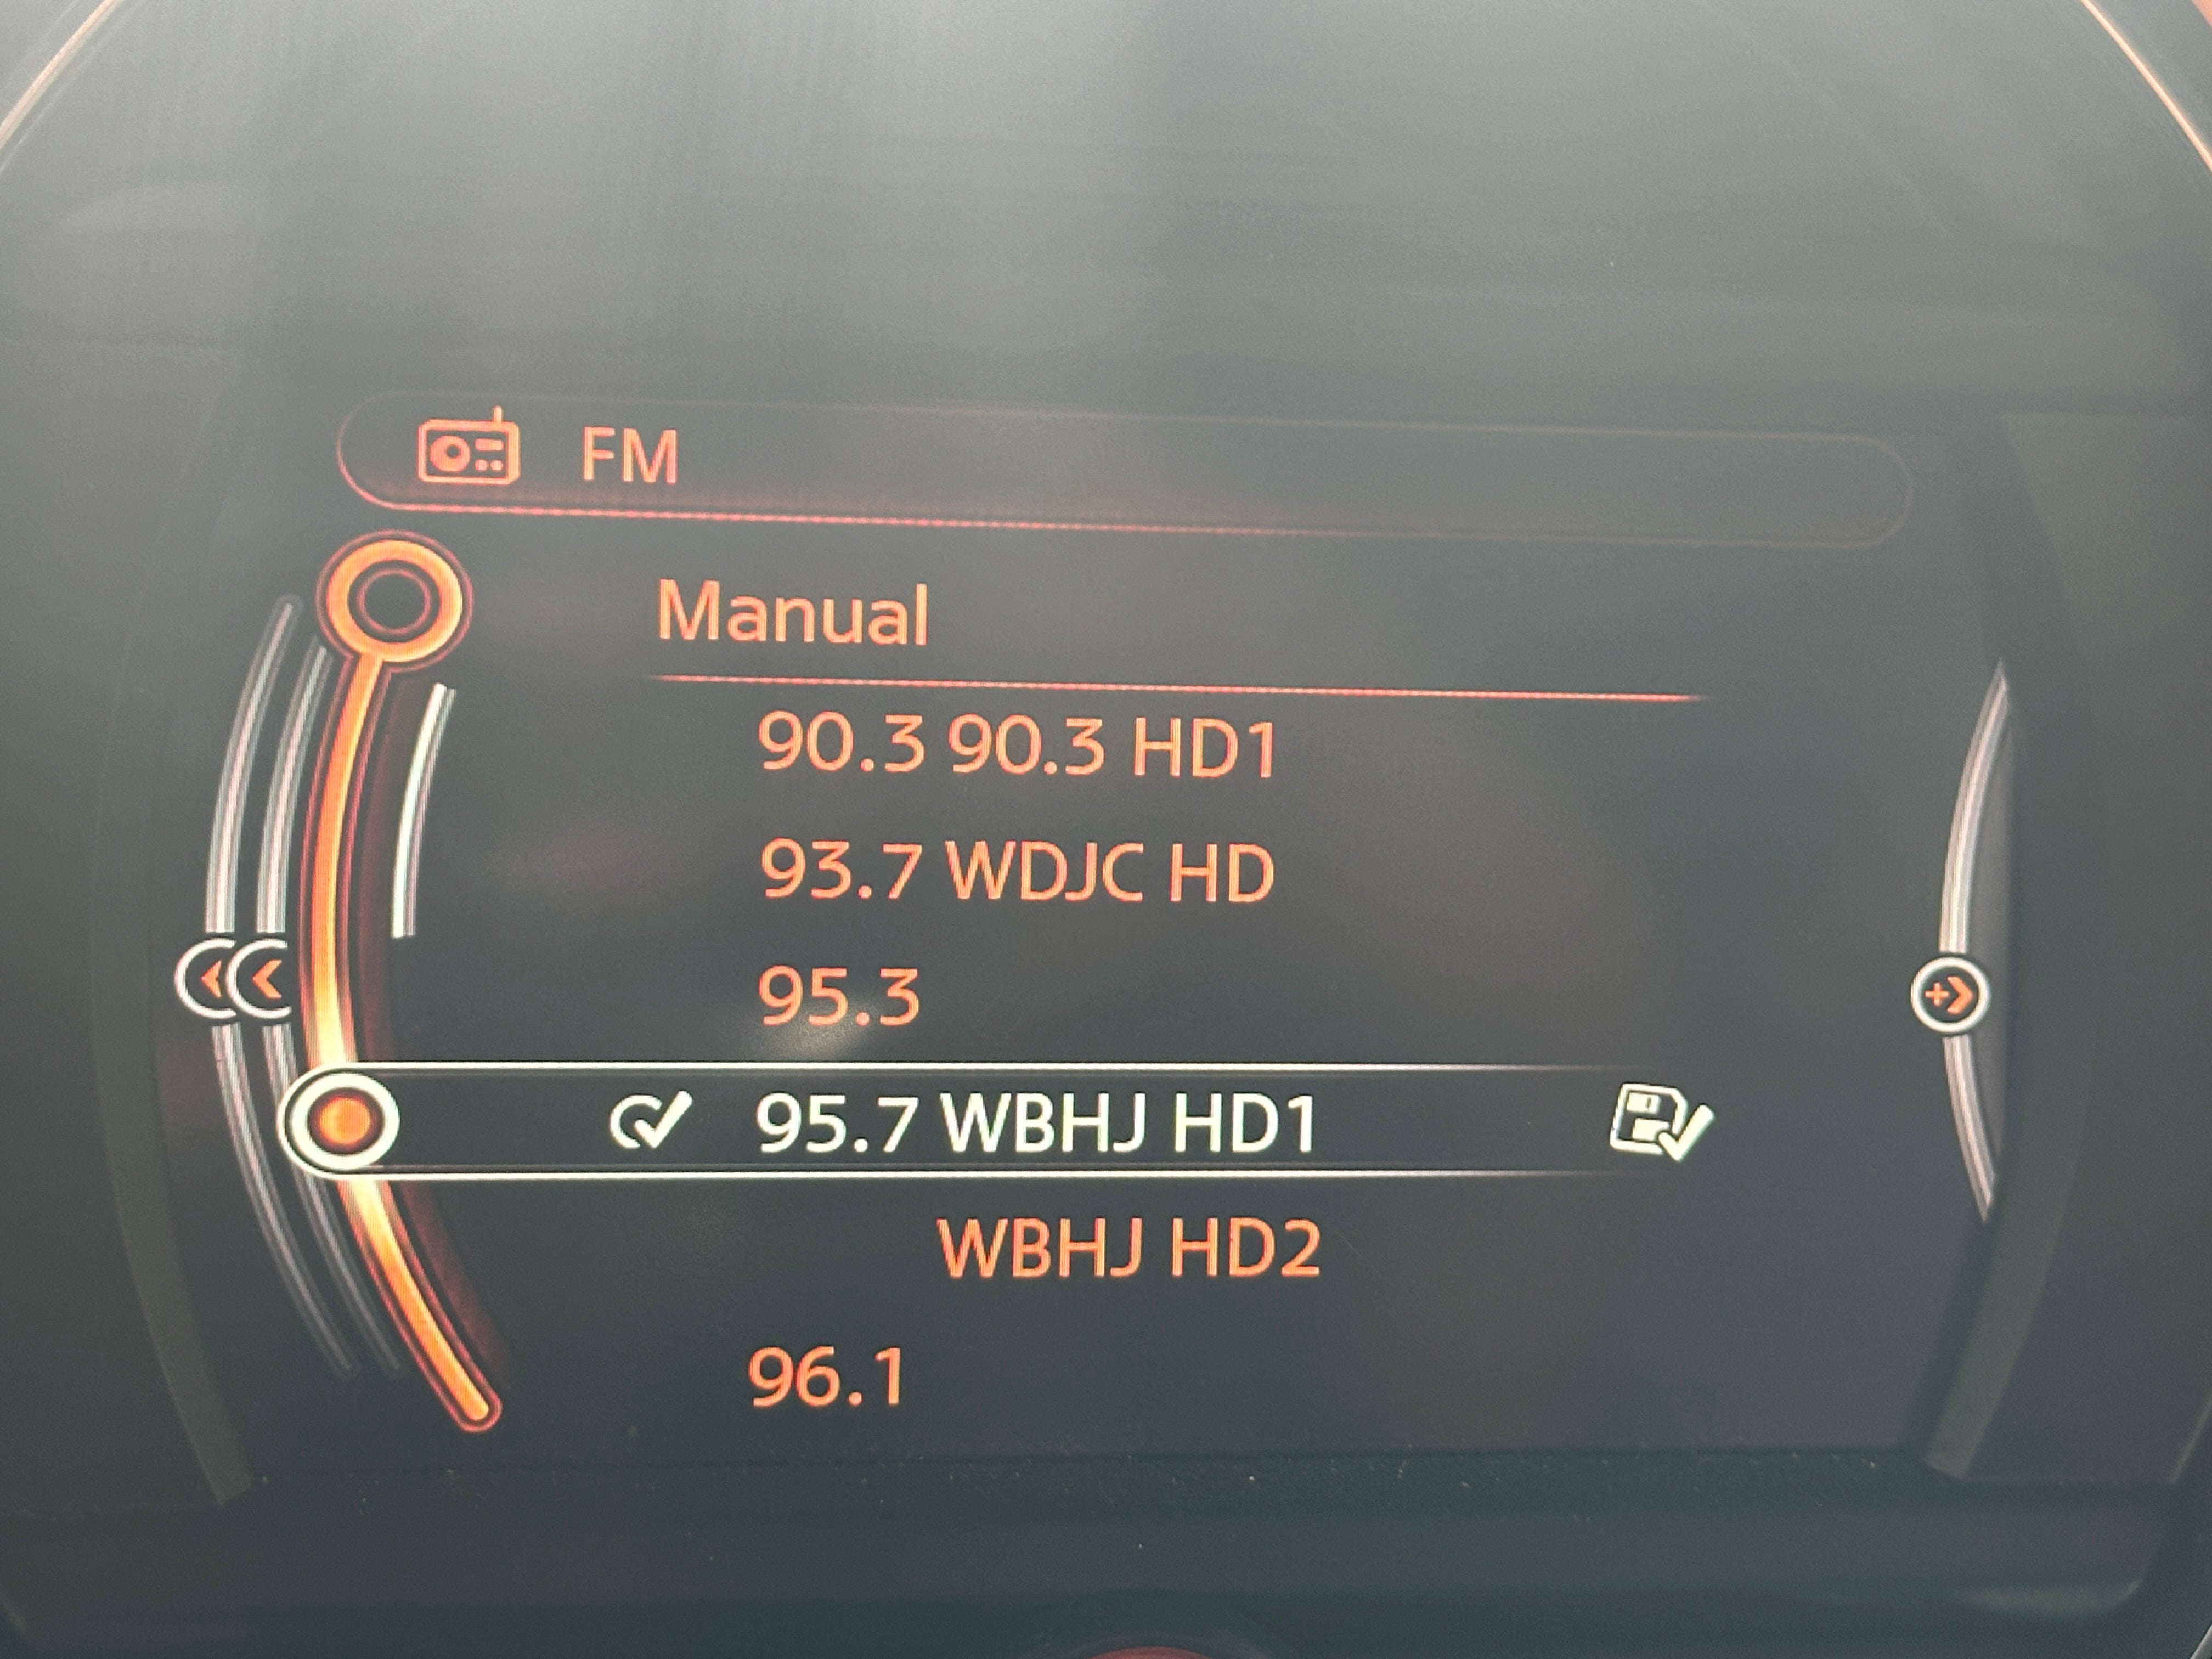 FM
Manual
90.3 90.3 HD1
93.7 WDJC HD
95.3
95.7 WBHJ HD1
WBHJ HD2
96.1